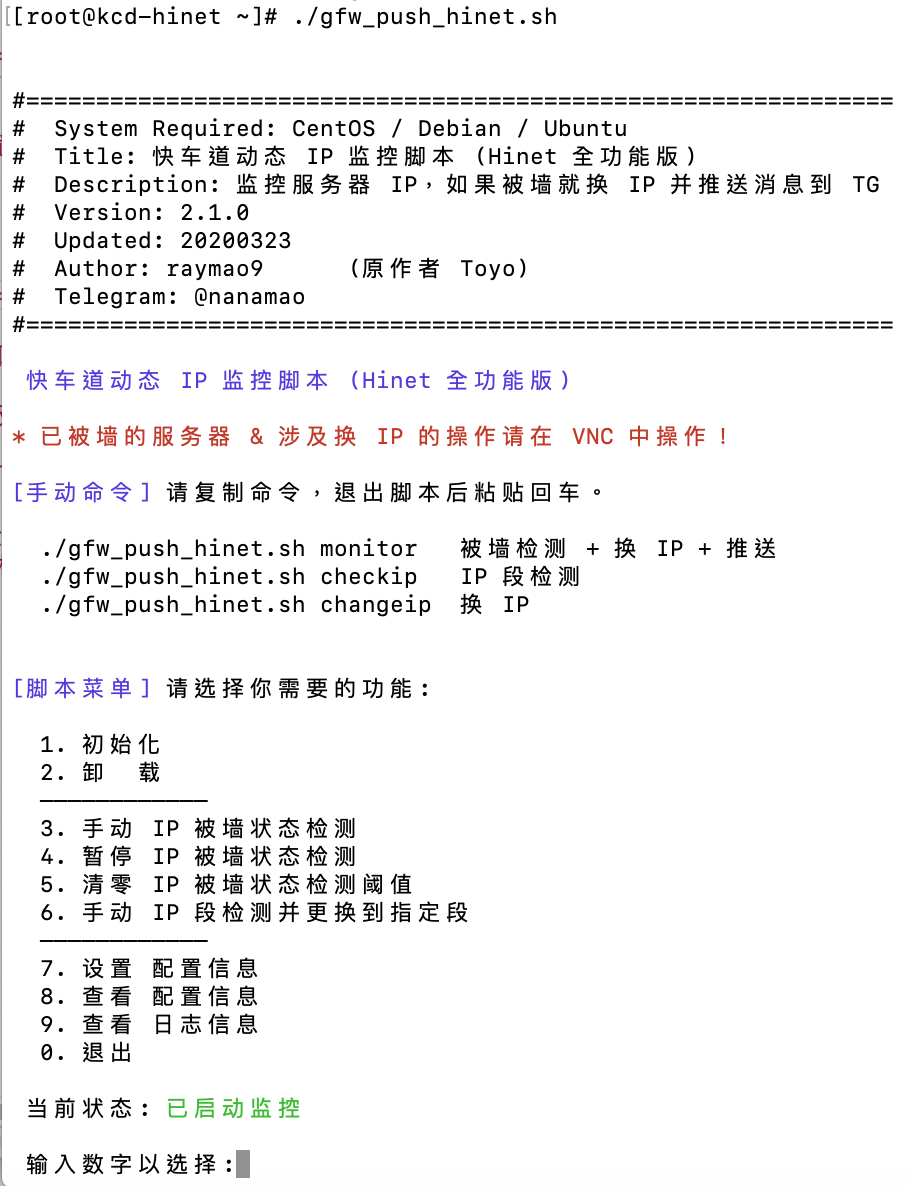 [[root@kcd-hinet ~]# ./gfw_push_hinet.sh
#==============================================================
#  System Required: CentOS / Debian / Ubuntu
#  Title: 快车道动态 IP 监控脚本 (Hinet 全功能版)
#  Description: 监控服务器 IP，如果被墙就换 IP 并推送消息到 TG
#  Version: 2.1.0
#  Updated: 20200323
#  Author: raymao9      (原作者 Toyo)
#  Telegram: @nanamao
#==============================================================
快车道动态 IP 监控脚本 (Hinet 全功能版)
* 已被墙的服务器 & 涉及换 IP 的操作请在 VNC 中操作！
[手动命令] 请复制命令，退出脚本后粘贴回车。
./gfw_push_hinet.sh monitor   被墙检测 + 换 IP + 推送
./gfw_push_hinet.sh checkip   IP 段检测
./gfw_push_hinet.sh changeip  换 IP
[脚本菜单] 请选择你需要的功能:
1. 初始化
2. 卸  载
————————————
3. 手动 IP 被墙状态检测
4. 暂停 IP 被墙状态检测
5. 清零 IP 被墙状态检测阈值
6. 手动 IP 段检测并更换到指定段
————————————
7. 设置 配置信息
8. 查看 配置信息
9. 查看 日志信息
0. 退出
当前状态: 已启动监控
输入数字以选择: